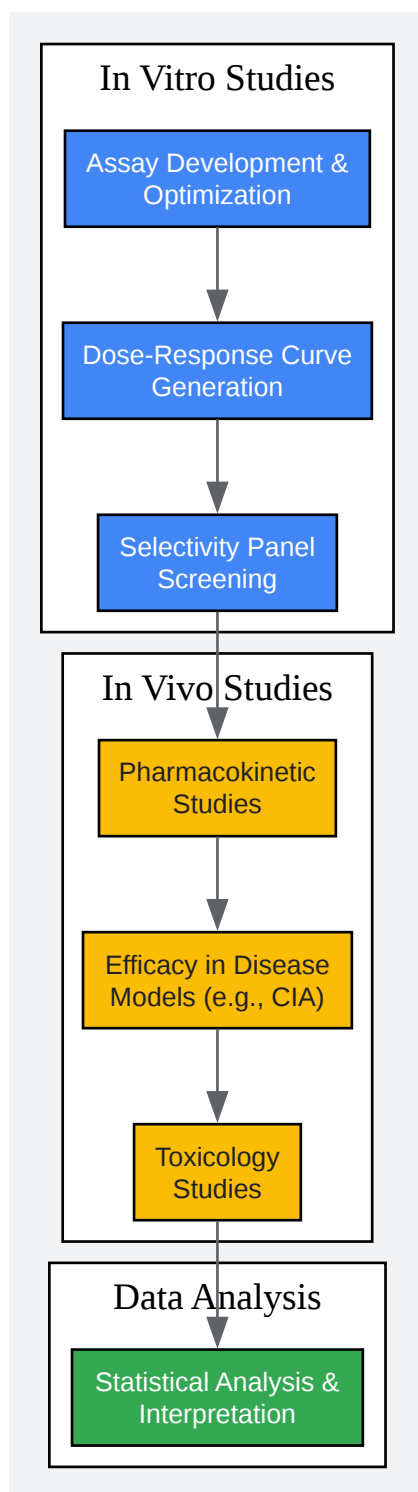 In Vitro Studies
Assay Development &
Optimization
Dose-Response Curve
Generation
Selectivity Panel
Screening
In Vivo Studies
Pharmacokinetic
Studies
Efficacy in Disease
Models (e.g., CIA)
Toxicology
Studies
Data Analysis
Statistical Analysis &
Interpretation